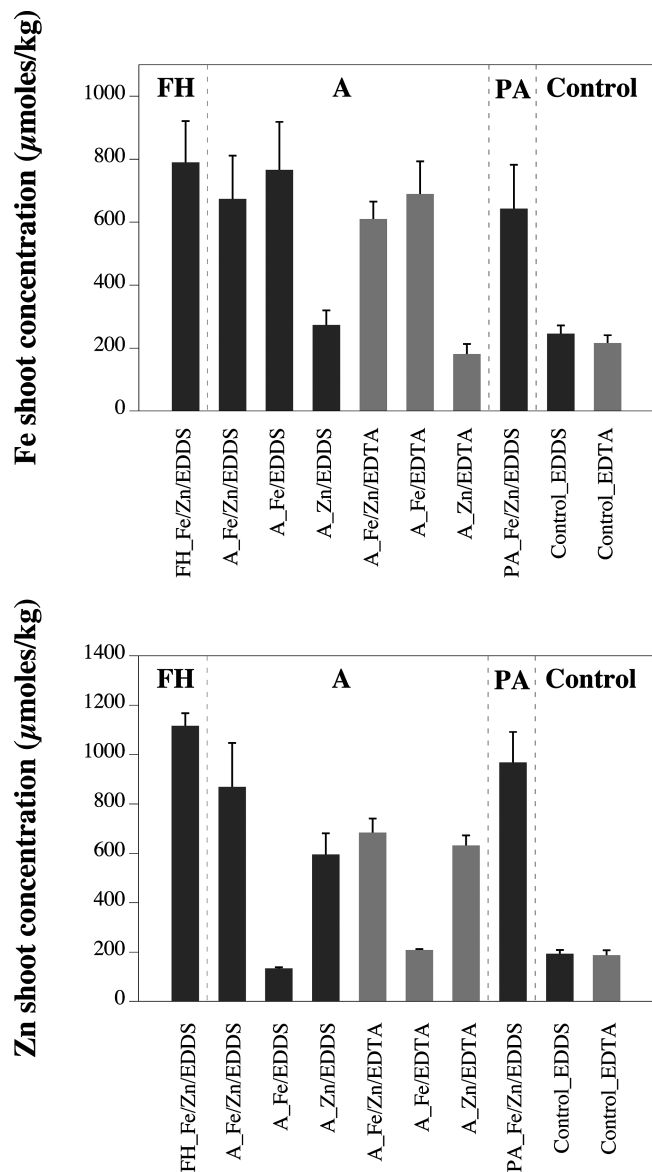 FH A PA Control
Fe shoot concentration (µmoles/kg)
1000
800
600
400
200
0
FH_Fe/Zn/EDDS
A_Fe/Zn/EDDS
A_Fe/EDDS
A_Zn/EDDS
A_Fe/Zn/EDTA
A_Fe/EDTA
A_Zn/EDTA
PA_Fe/Zn/EDDS
Control_EDDS
Control_EDTA
FH A PA Control
Zn shoot concentration (µmoles/kg)
1400
1200
1000
800
600
400
200
0
FH_Fe/Zn/EDDS
A_Fe/Zn/EDDS
A_Fe/EDDS
A_Zn/EDDS
A_Fe/Zn/EDTA
A_Fe/EDTA
A_Zn/EDTA
PA_Fe/Zn/EDDS
Control_EDDS
Control_EDTA